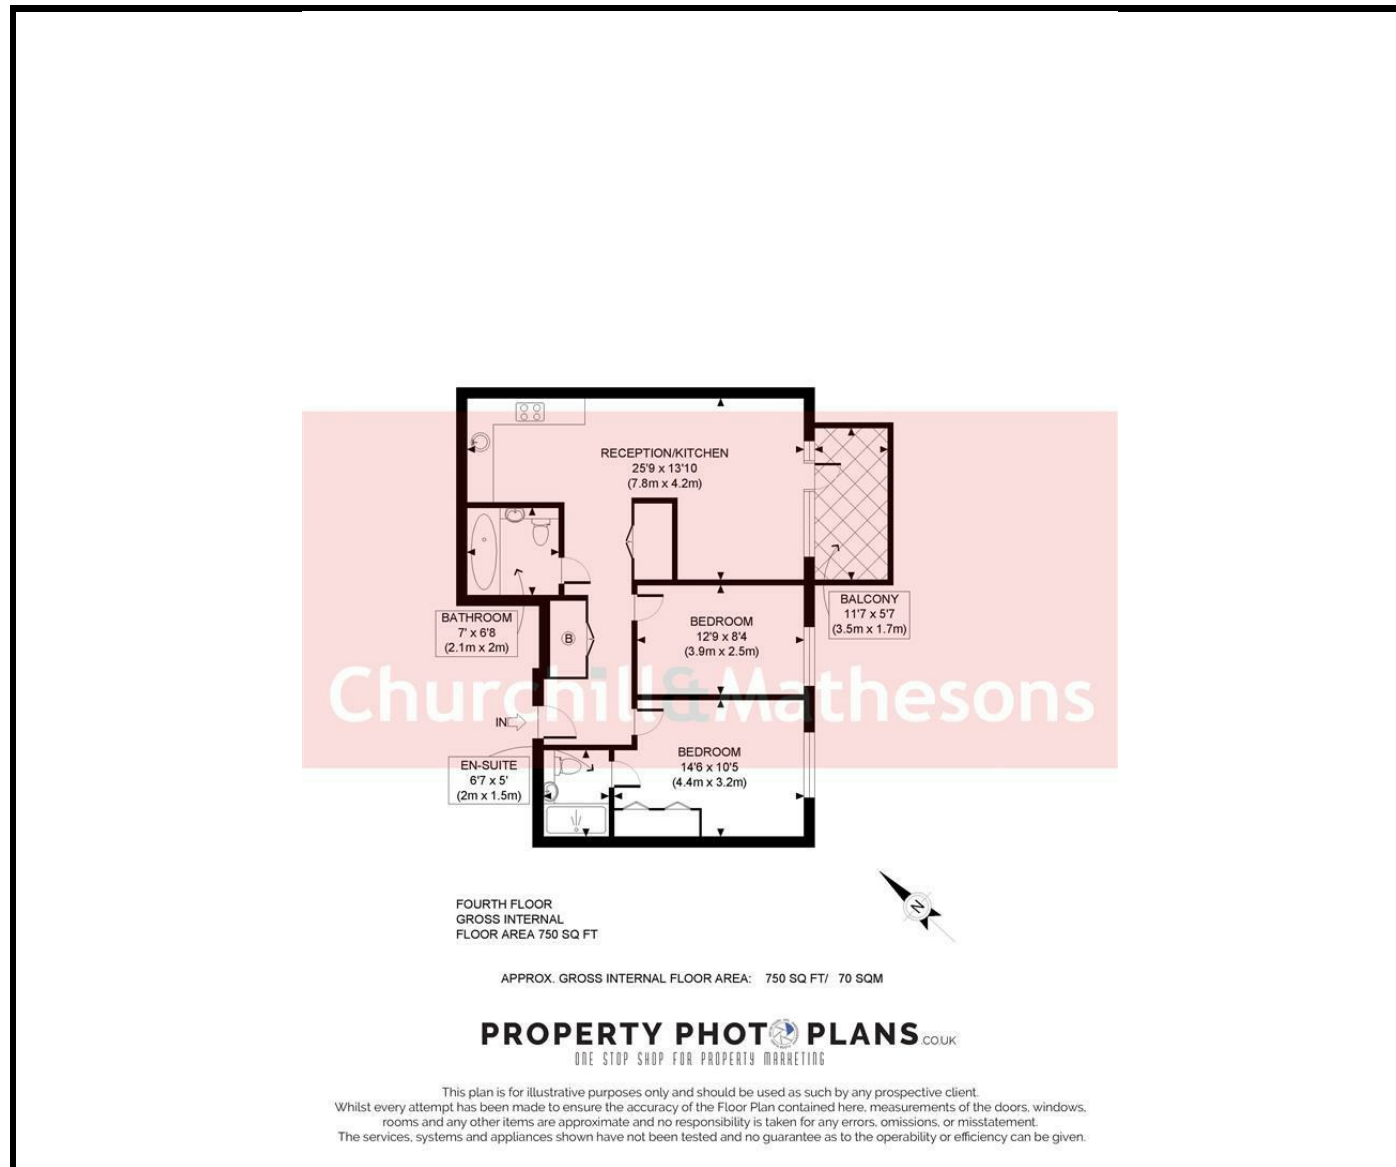 RECEPTION/KITCHEN
25'9 x 13'10
(7.8m x 4.2m)
BALCONY
11'7 x 5'7
(3.5m x 1.7m)
BATHROOM
7' x 6'8
(2.1m x 2m)
B
BEDROOM
12'9 x 8'4
(3.9m x 2.5m)
Churchill&Mathesons
IN
BEDROOM
14'6 x 10'5
(4.4m x 3.2m)
EN-SUITE
6'7 x 5'
(2m x 1.5m)
N
FOURTH FLOOR
GROSS INTERNAL
FLOOR AREA 750 SQ FT
APPROX. GROSS INTERNAL FLOOR AREA: 750 SQ FT/ 70 SQM
PROPERTY PHOTO PLANS.CO.UK
ONE STOP SHOP FOR PROPERTY MARKETING
This plan is for illustrative purposes only and should be used as such by any prospective client.
Whilst every attempt has been made to ensure the accuracy of the Floor Plan contained here, measurements of the doors, windows,
rooms and any other items are approximate and no responsibility is taken for any errors, omissions, or misstatement.
The services, systems and appliances shown have not been tested and no guarantee as to the operability or efficiency can be given.